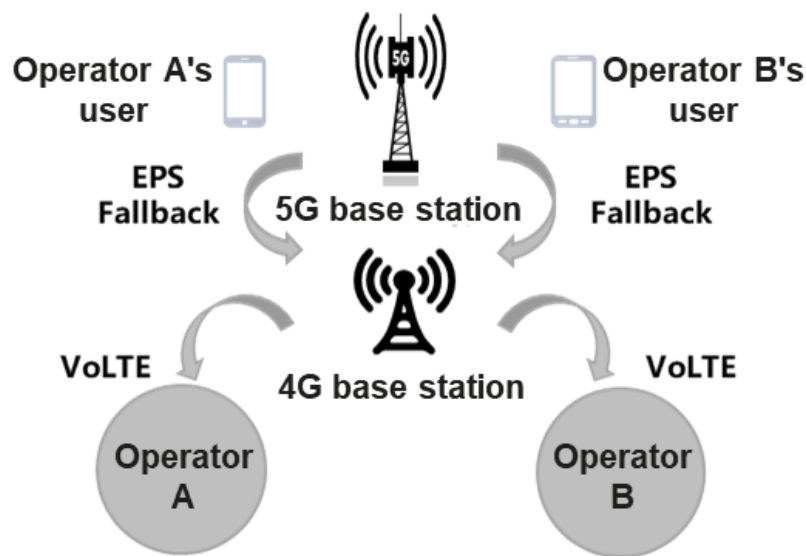 5G
Operator A's
user
Operator B's
user
EPS
Fallback
EPS
Fallback
5G base station
VoLTE
VoLTE
4G base station
Operator
A
Operator
B